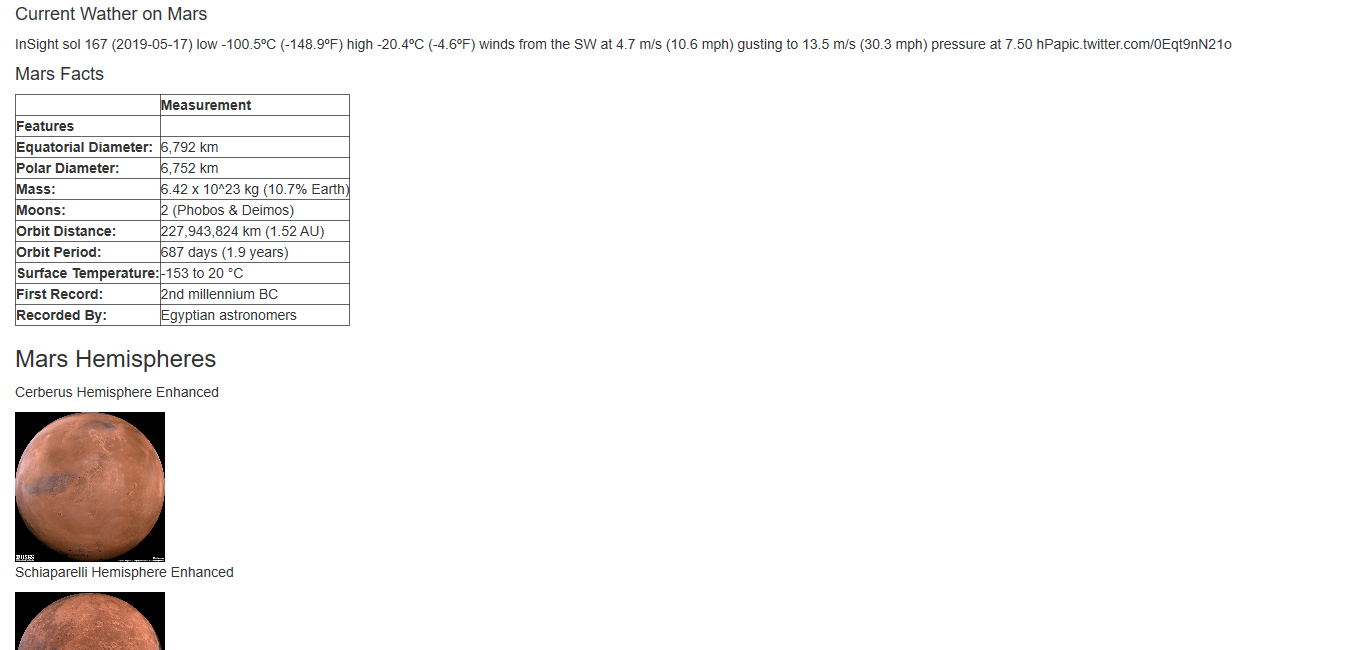 Current Wather on Mars
InSight sol 167 (2019-05-17) low -100.5ºC (-148.9ºF) high -20.4ºC (-4.6ºF) winds from the SW at 4.7 m/s (10.6 mph) gusting to 13.5 m/s (30.3 mph) pressure at 7.50 hPapic.twitter.com/0Eqt9nN21o
Mars Facts
Measurement
Features
Equatorial Diameter: 6,792 km
Polar Diameter: 6,752 km
Mass: 6.42 x 10^23 kg (10.7% Earth)
Moons: 2 (Phobos & Deimos)
Orbit Distance: 227,943,824 km (1.52 AU)
Orbit Period: 687 days (1.9 years)
Surface Temperature: -153 to 20 °C
First Record: 2nd millennium BC
Recorded By: Egyptian astronomers
Mars Hemispheres
Cerberus Hemisphere Enhanced
USGS
Schiaparelli Hemisphere Enhanced